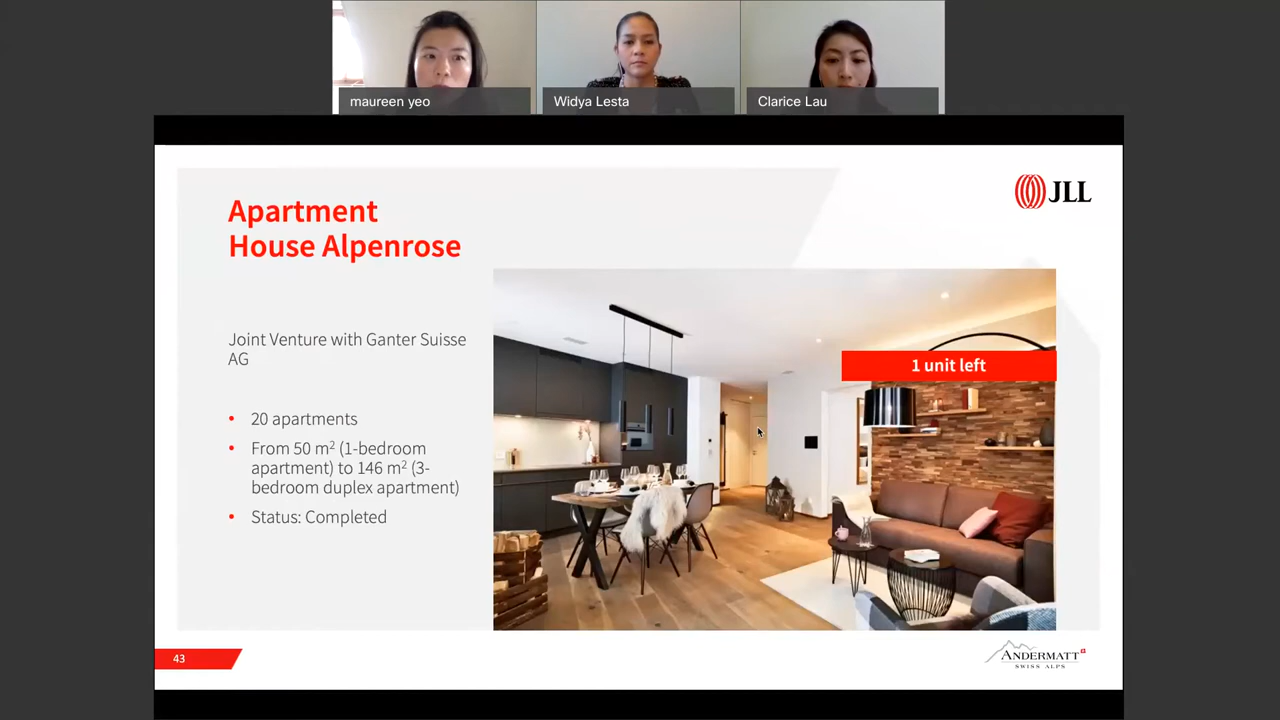 maureen yeo
Widya Lesta
Clarice Lau
JLL
Apartment
House Alpenrose
Joint Venture with Ganter Suisse
AG
• 20 apartments
• From 50 m² (1-bedroom
apartment) to 146 m² (3-
bedroom duplex apartment)
• Status: Completed
1 unit left
43
ANDERMATT
SWISS ALPS